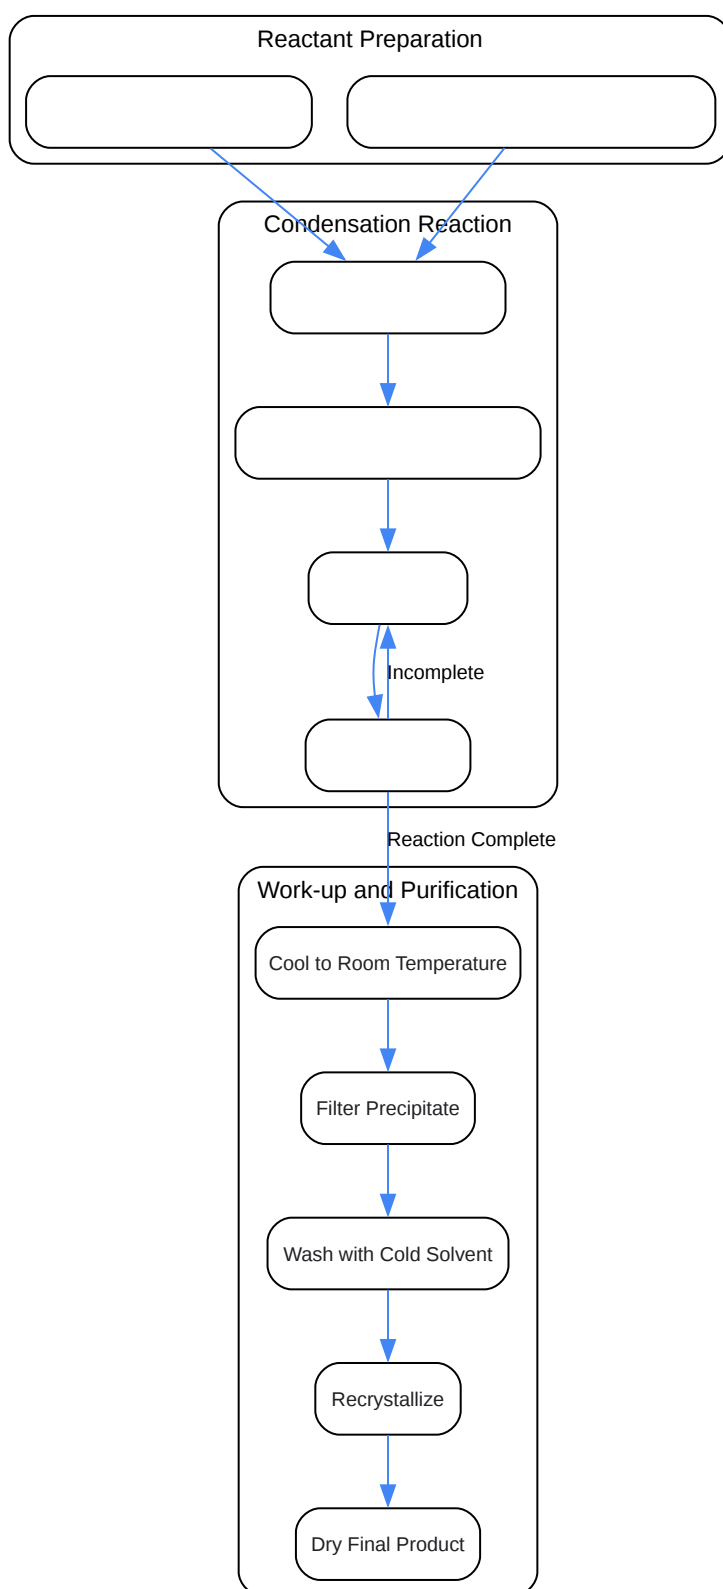 Reactant Preparation
Condensation Reaction
Incomplete
Reaction Complete
Work-up and Purification
Cool to Room Temperature
Filter Precipitate
Wash with Cold Solvent
Recrystallize
Dry Final Product